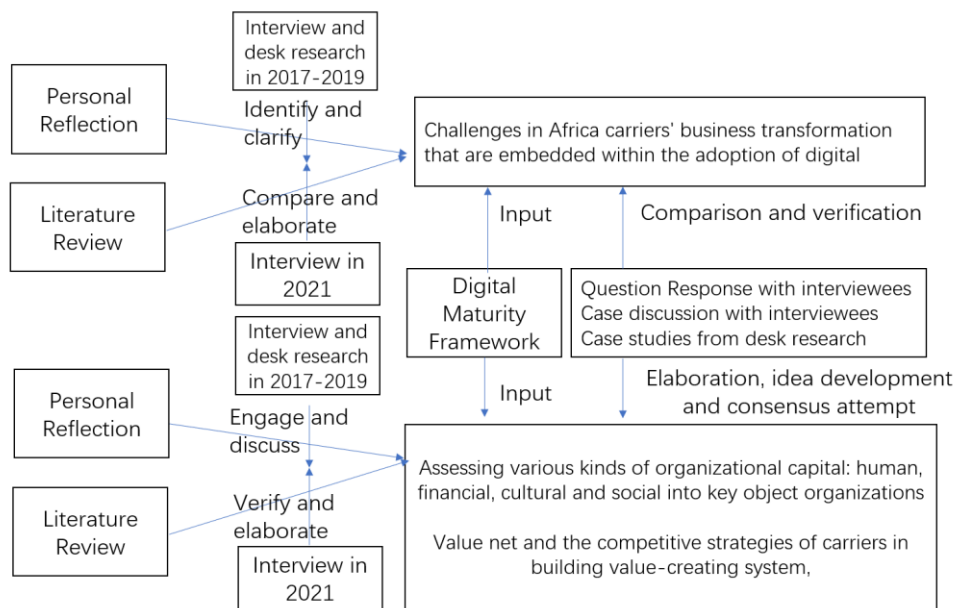 Interview and
desk research
in 2017-2019
Personal
Reflection
Identify and
clarify
Challenges in Africa carriers' business transformation
that are embedded within the adoption of digital
Literature
Review
Compare and
elaborate
Interview in
2021
Input
Comparison and verification
Digital
Maturity
Framework
Question Response with interviewees
Case discussion with interviewees
Case studies from desk research
Interview and
desk research
in 2017-2019
Personal
Reflection
Engage and
discuss
Input
Elaboration, idea development
and consensus attempt
Literature
Review
Verify and
elaborate
Interview in
2021
Assessing various kinds of organizational capital: human,
financial, cultural and social into key object organizations
Value net and the competitive strategies of carriers in
building value-creating system,